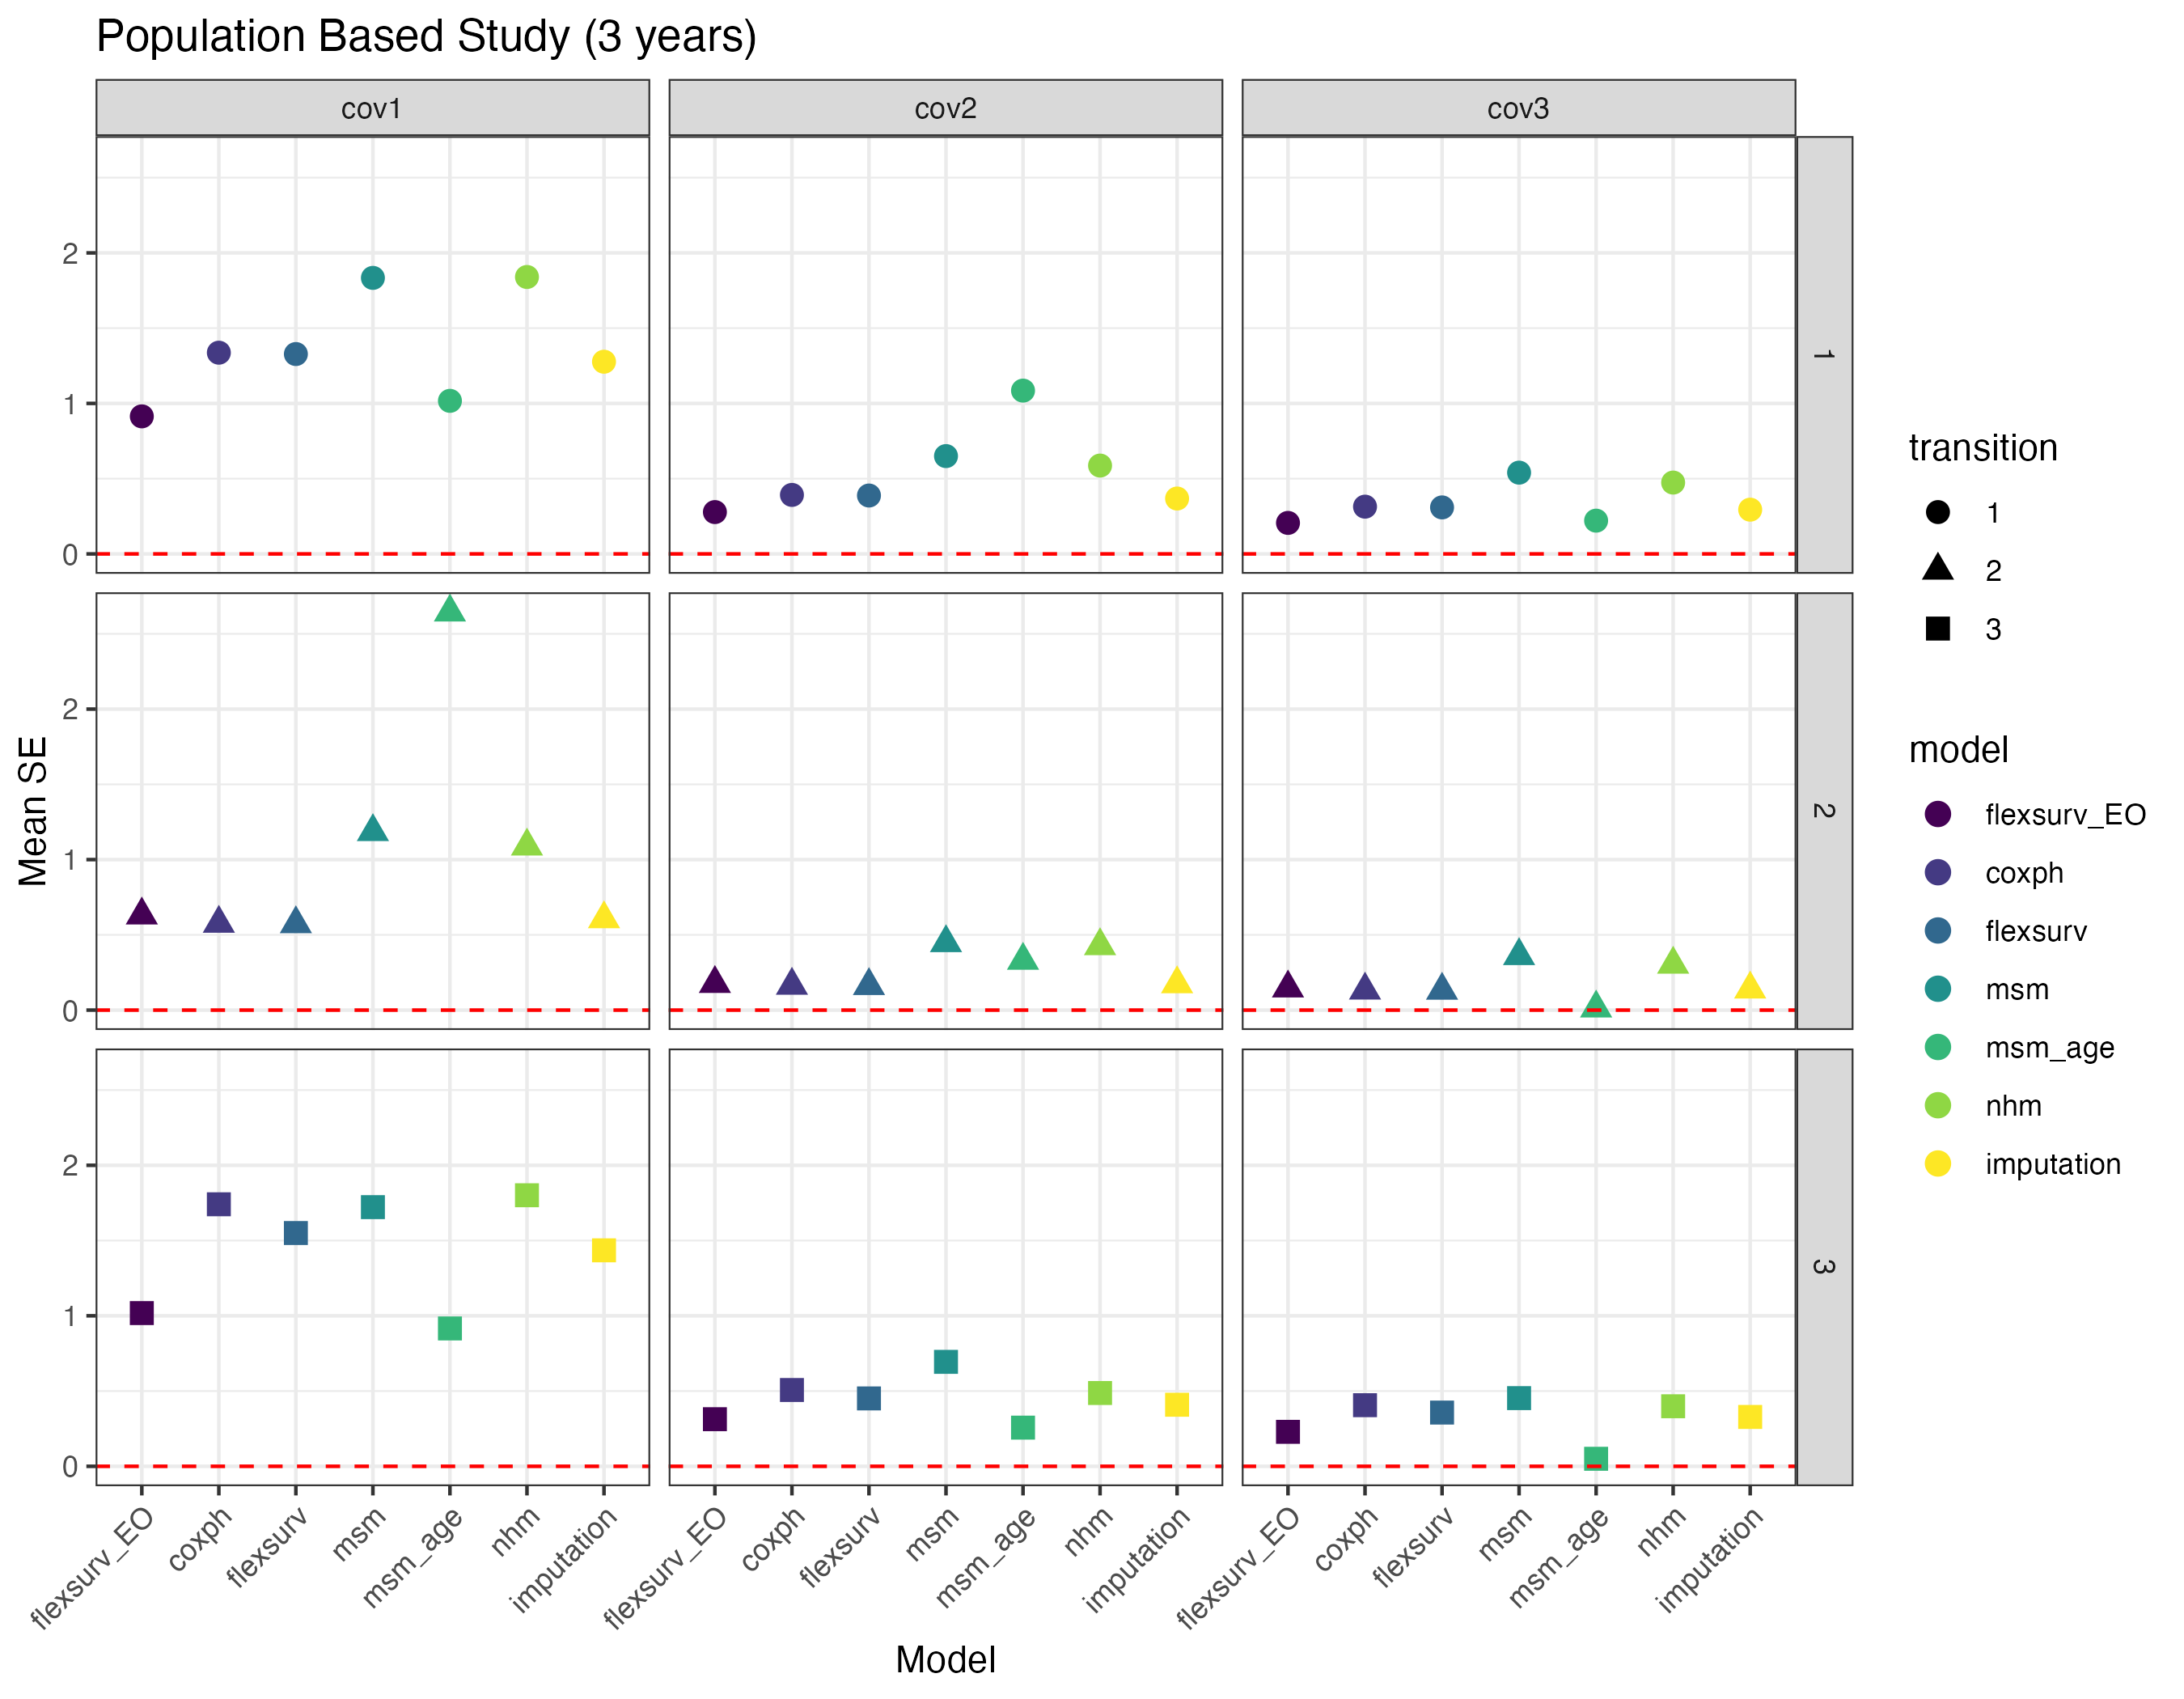 Population Based Study (3 years)
cov1
cov2
cov3
2
1
0
1
2
1
0
2
2
1
0
3
Mean SE
flexsurv_EO
coxph
flexsurv
msm
msm_age
nhm
imputation
flexsurv_EO
coxph
flexsurv
msm
msm_age
nhm
imputation
flexsurv_EO
coxph
flexsurv
msm
msm_age
nhm
imputation
Model
transition
1
2
3
model
flexsurv_EO
coxph
flexsurv
msm
msm_age
nhm
imputation